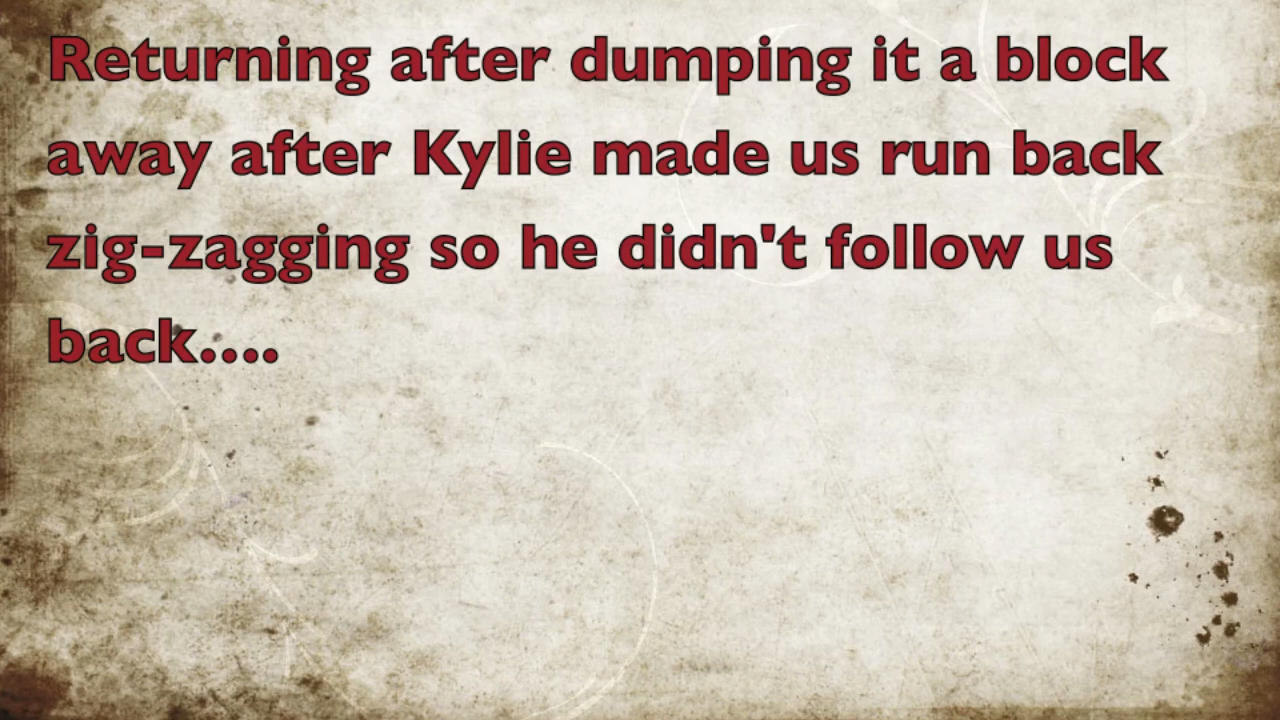 Returning after dumping it a block
away after Kylie made us run back
zig-zagging so he didn't follow us
back....